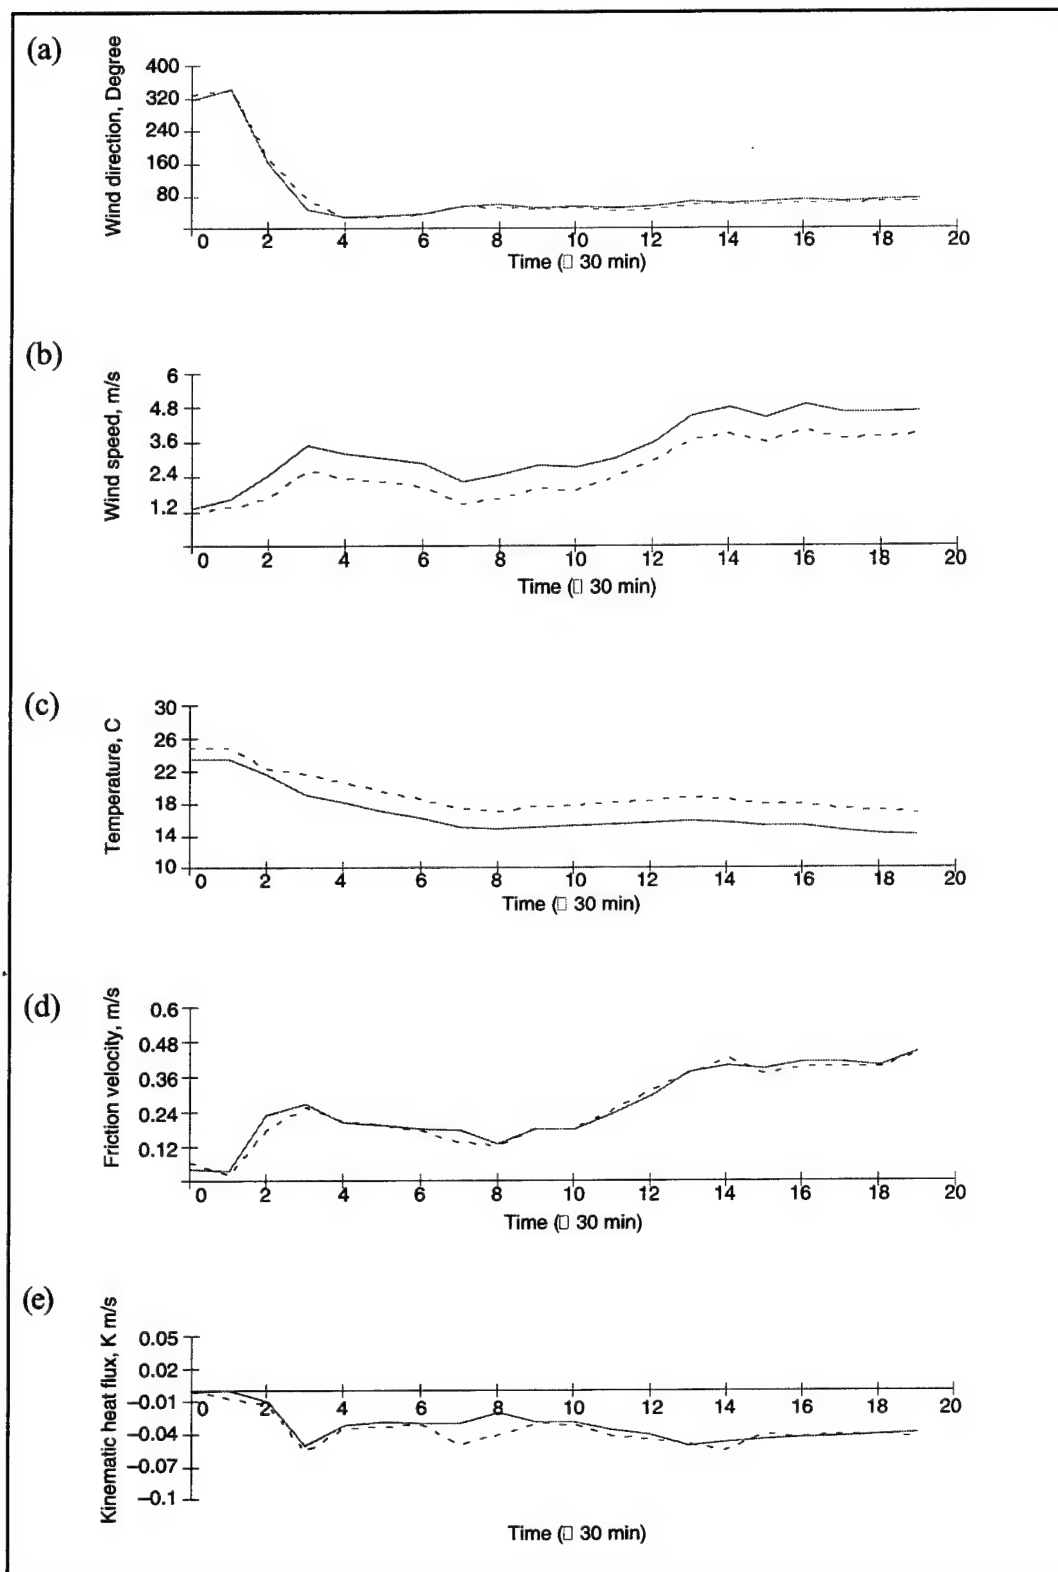 (a)
Wind direction, Degree
400
320
240
160
80
0 2 4 6 8 10 12 14 16 18 20
Time (▯ 30 min)
(b)
Wind speed, m/s
6
4.8
3.6
2.4
1.2
0 2 4 6 8 10 12 14 16 18 20
Time (▯ 30 min)
(c)
Temperature, C
30
26
22
18
14
10
0 2 4 6 8 10 12 14 16 18 20
Time (▯ 30 min)
(d)
Friction velocity, m/s
0.6
0.48
0.36
0.24
0.12
0 2 4 6 8 10 12 14 16 18 20
Time (▯ 30 min)
(e)
Kinematic heat flux, K m/s
0.05
0.02
−0.01
−0.04
−0.07
−0.1
0 2 4 6 8 10 12 14 16 18 20
Time (▯ 30 min)